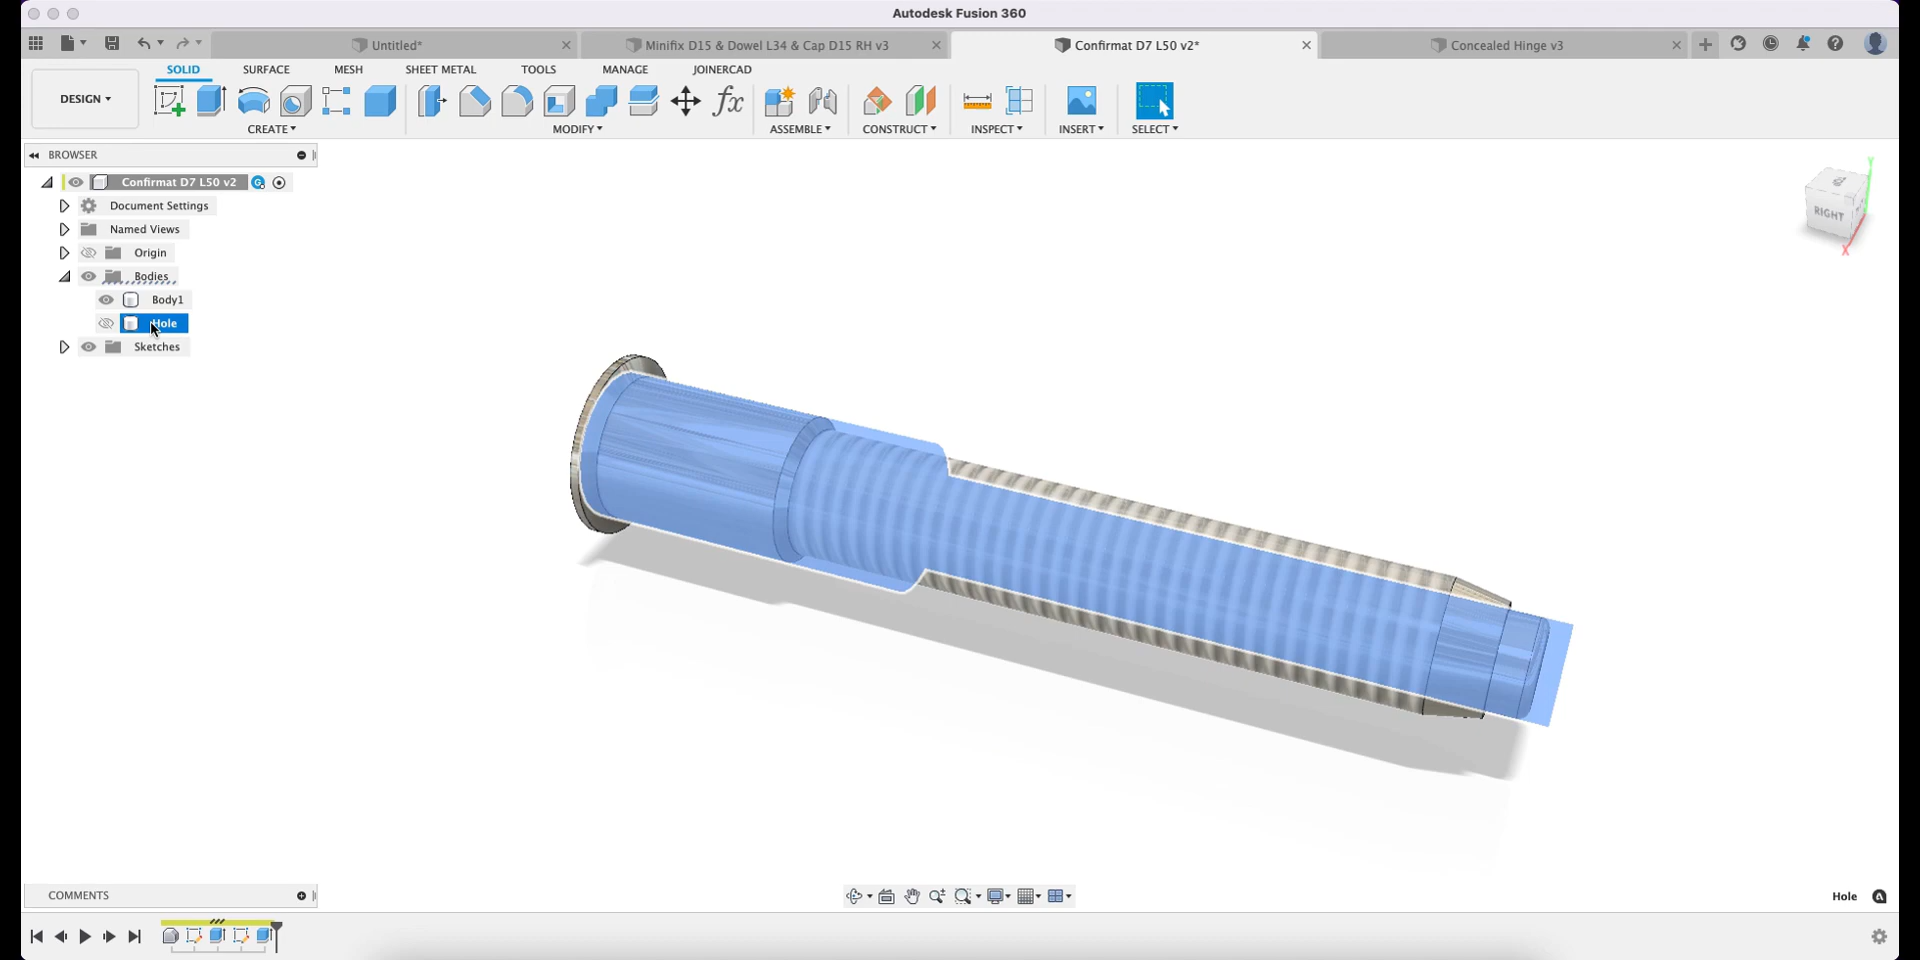 Autodesk Fusion 360
Untitled*
Minifix D15 & Dowel L34 & Cap D15 RH v3
Confirmat D7 L50 v2*
Concealed Hinge v3
DESIGN
SOLID
SURFACE
MESH
SHEET METAL
TOOLS
MANAGE
JOINERCAD
fx
CREATE
MODIFY
ASSEMBLE
CONSTRUCT
INSPECT
INSERT
SELECT
BROWSER
Confirmat D7 L50 v2
Document Settings
Named Views
Origin
Bodies
Body1
Hole
Sketches
Y
RIGHT
X
COMMENTS
Hole